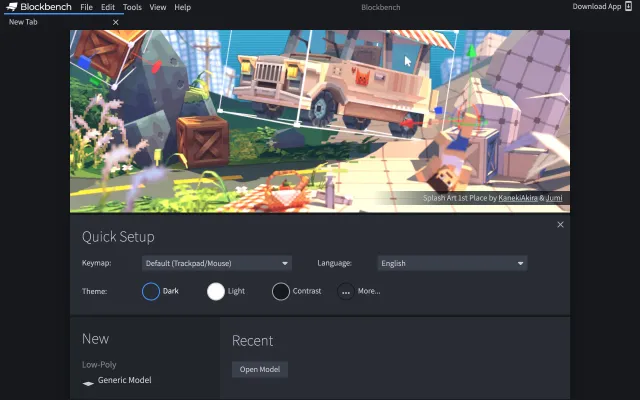 Blockbench File Edit Tools View Help Blockbench Download App
New Tab
Splash Art 1st Place by KanekiAkira & Jumi
Quick Setup
Keymap: Default (Trackpad/Mouse) Language: English
Theme: Dark Light Contrast More...
New
Recent
Low-Poly
Open Model
Generic Model